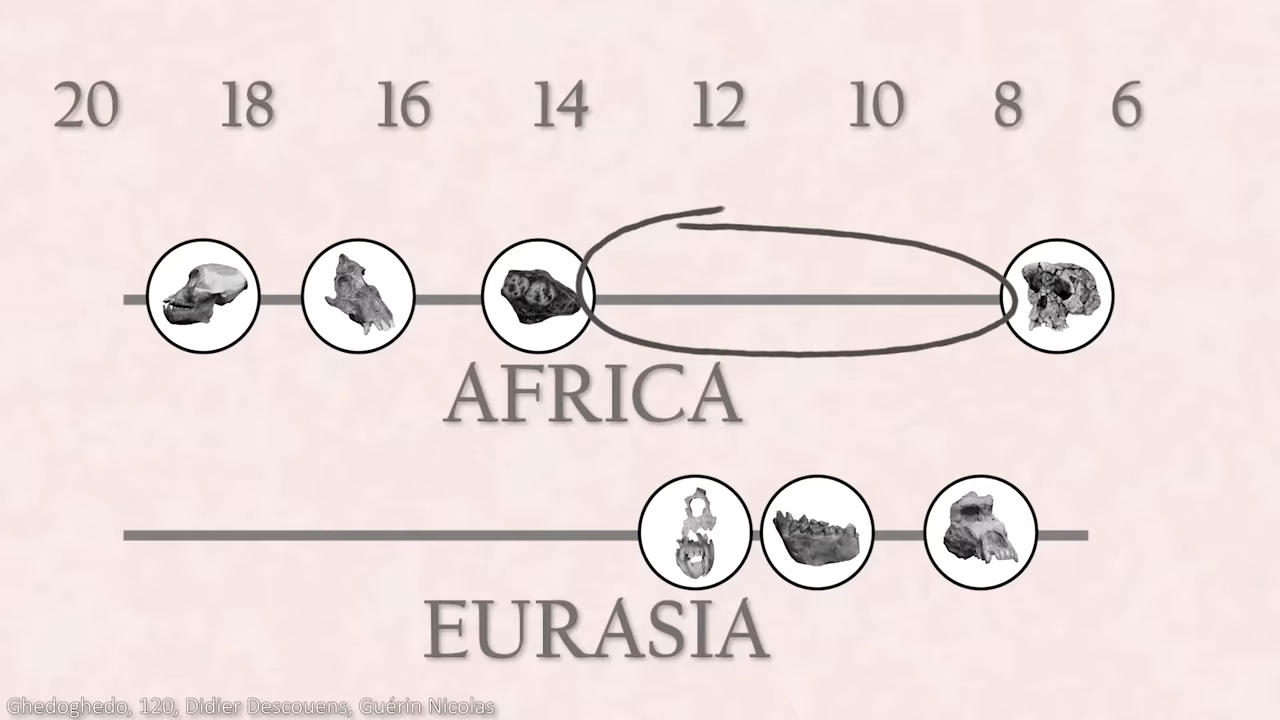 20 18 16 14 12 10 8 6
AFRICA
EURASIA
Ghedoghedo, 120, Didier Descouens, Guérin Nicolas